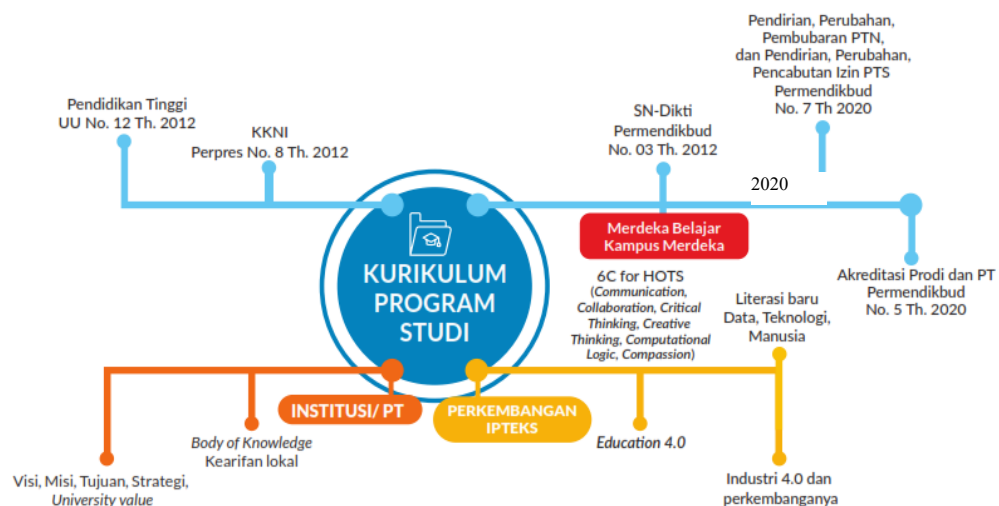 Pendirian, Perubahan,
Pembubaran PTN,
dan Pendirian, Perubahan,
Pencabutan Izin PTS
Permendikbud
No. 7 Th 2020
Pendidikan Tinggi
UU No. 12 Th. 2012
KKNI
Perpres No. 8 Th. 2012
SN-Dikti
Permendikbud
No. 03 Th. 2012
2020
Merdeka Belajar
Kampus Merdeka
KURIKULUM
PROGRAM
STUDI
6C for HOTS
(Communication,
Collaboration, Critical
Thinking, Creative
Thinking, Computational
Logic, Compassion)
Akreditasi Prodi dan PT
Permendikbud
No. 5 Th. 2020
Literasi baru
Data, Teknologi,
Manusia
INSTITUSI/ PT
PERKEMBANGAN
IPTEKS
Body of Knowledge
Kearifan lokal
Education 4.0
Visi, Misi, Tujuan, Strategi,
University value
Industri 4.0 dan
perkembanganya